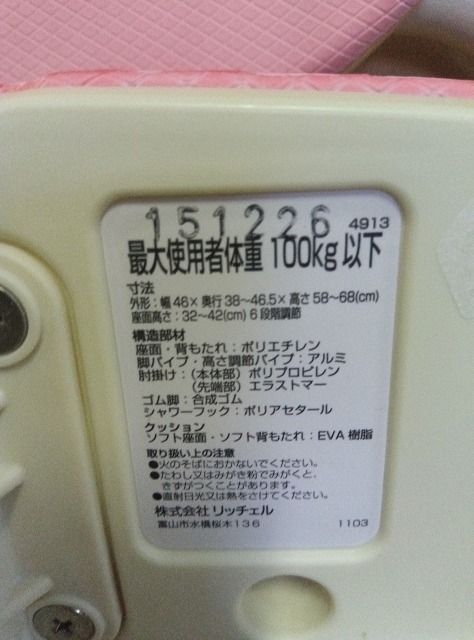 151226
4913
最大使用者体重 100kg 以下
寸法
外形：幅 46× 奥行 38～46.5× 高さ 58～68(cm)
座面高さ：32～42(cm) 6 段階調節
構造部材
座面・背もたれ：ポリエチレン
脚パイプ・高さ調節パイプ：アルミ
肘掛け：(本体部) ポリプロピレン
(先端部) エラストマー
ゴム脚：合成ゴム
シャワーフック：ポリアセタール
クッション
ソフト座面・ソフト背もたれ：EVA 樹脂
取り扱い上の注意
●火のそばにおかないでください。
●たわし又はみがき粉でみがくと、
きずがつくことがあります。
●直射日光又は熱をさけてください。
株式会社 リッチェル
富山市水橋桜木136
1103